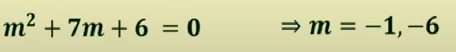 m² + 7m + 6 = 0 ⇒ m = −1, −6